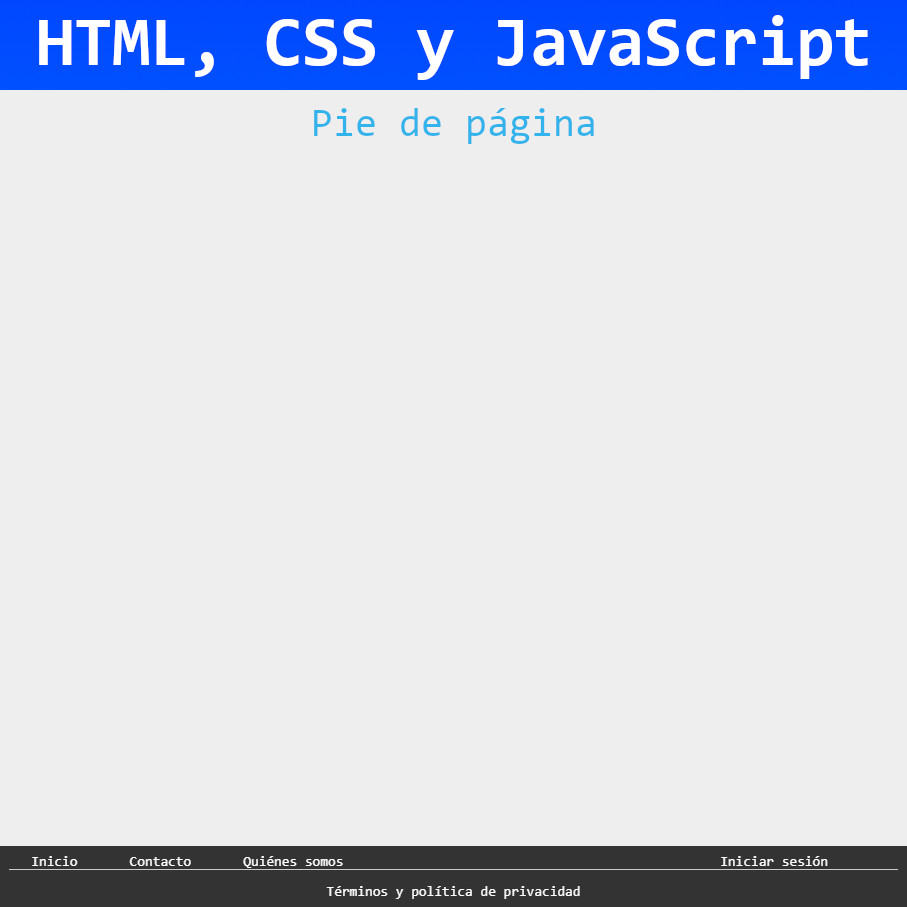 HTML, CSS y JavaScript
Pie de página
Inicio Contacto Quiénes somos Iniciar sesión
Términos y política de privacidad